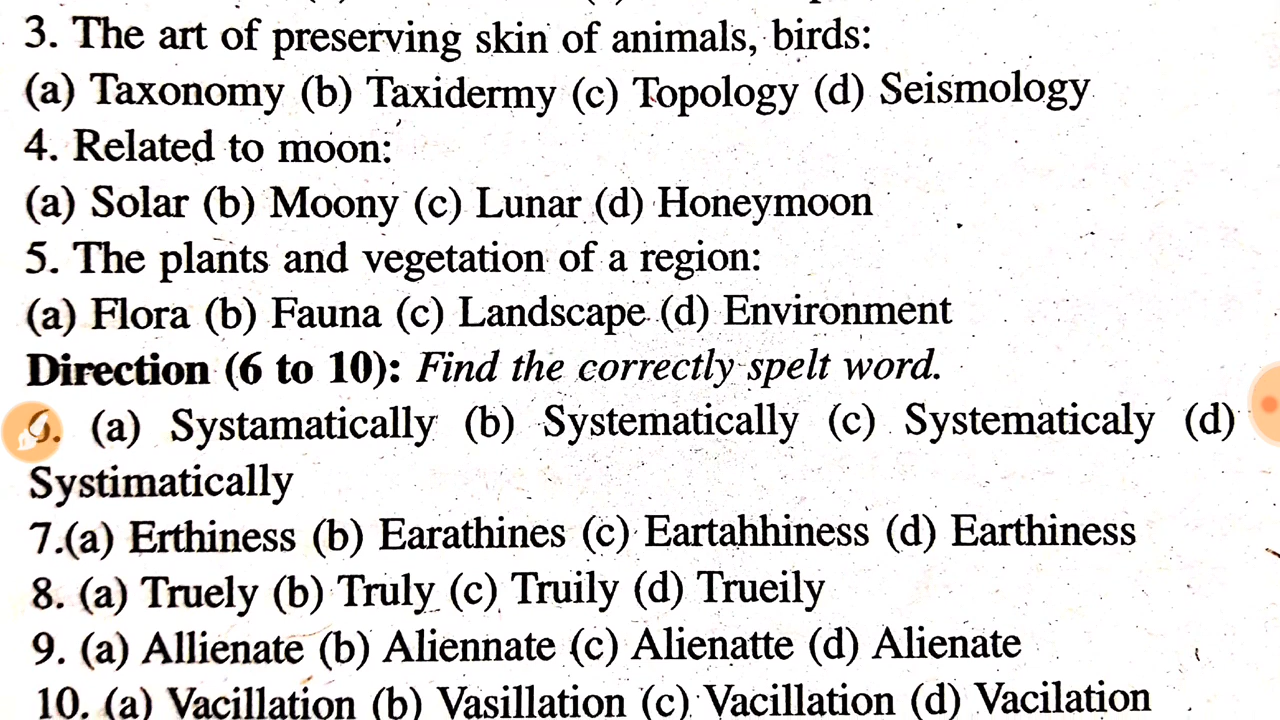 3. The art of preserving skin of animals, birds:
(a) Taxonomy (b) Taxidermy (c) Topology (d) Seismology
4. Related to moon:
(a) Solar (b) Moony (c) Lunar (d) Honeymoon
5. The plants and vegetation of a region:
(a) Flora (b) Fauna (c) Landscape (d) Environment
Direction (6 to 10): Find the correctly spelt word.
6. (a) Systamatically (b) Systematically (c) Systematicaly (d)
Systimatically
7.(a) Erthiness (b) Earathines (c) Eartahhiness (d) Earthiness
8. (a) Truely (b) Truly (c) Truily (d) Trueily
9. (a) Allienate (b) Aliennate (c) Alienatte (d) Alienate
10. (a) Vacillation (b) Vasillation (c) Vacillation (d) Vacilation